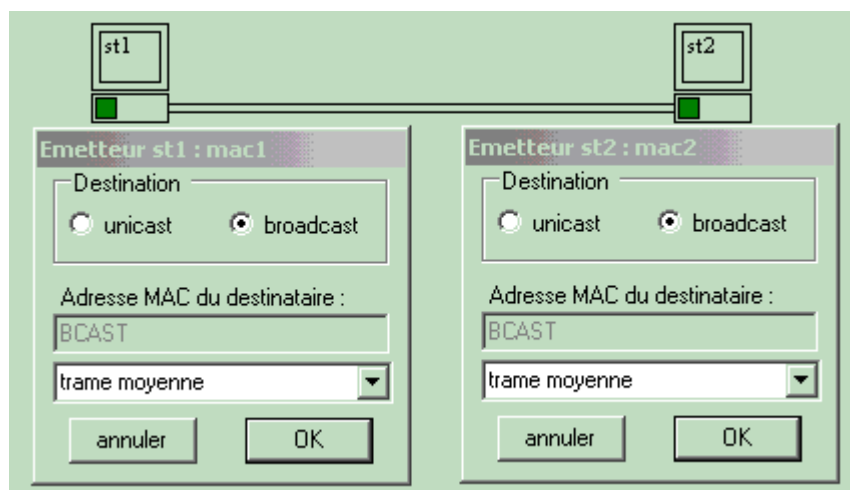 st1
st2
Emetteur st1 : mac1
Destination
unicast broadcast
Adresse MAC du destinataire :
BCAST
trame moyenne
annuler OK
Emetteur st2 : mac2
Destination
unicast broadcast
Adresse MAC du destinataire :
BCAST
trame moyenne
annuler OK